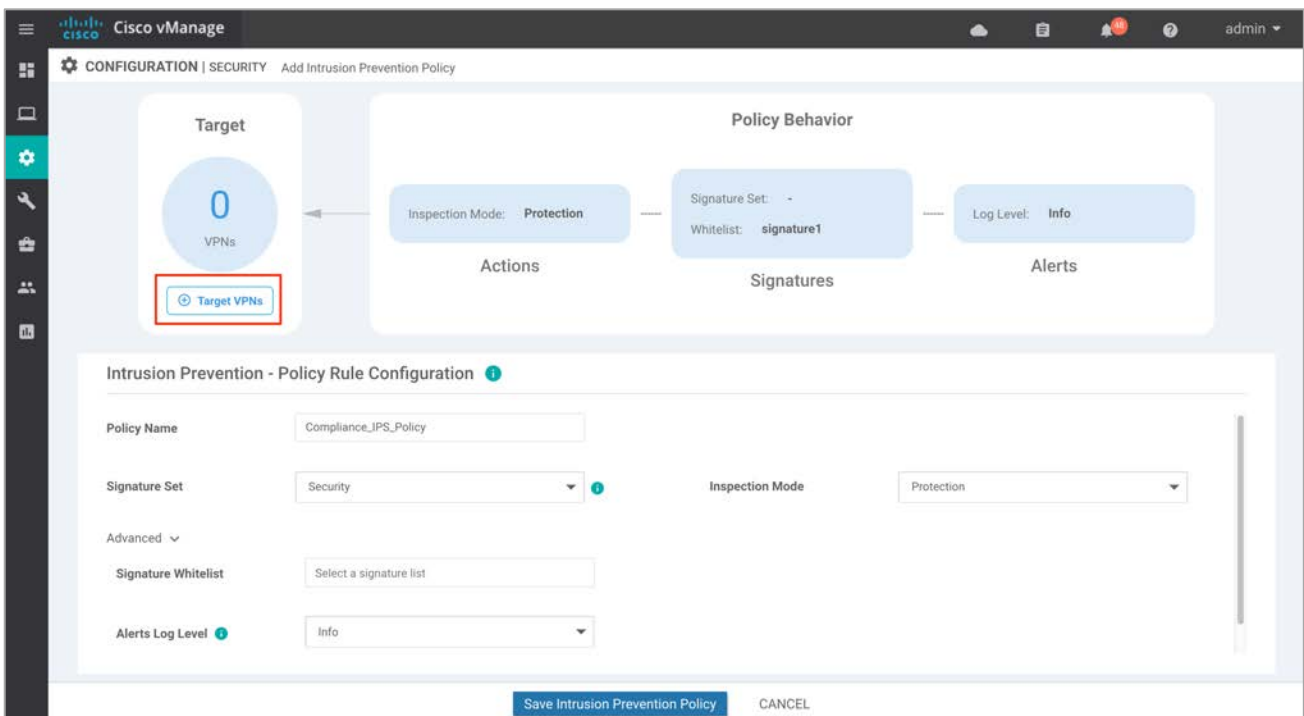 cisco Cisco vManage 48 admin
CONFIGURATION | SECURITY Add Intrusion Prevention Policy
Target
Policy Behavior
0
VPNs
Target VPNs
Inspection Mode: Protection
Actions
Signature Set: -
Whitelist: signature1
Signatures
Log Level: Info
Alerts
Intrusion Prevention - Policy Rule Configuration
Policy Name Compliance_IPS_Policy
Signature Set Security Inspection Mode Protection
Advanced
Signature Whitelist Select a signature list
Alerts Log Level Info
Save Intrusion Prevention Policy CANCEL